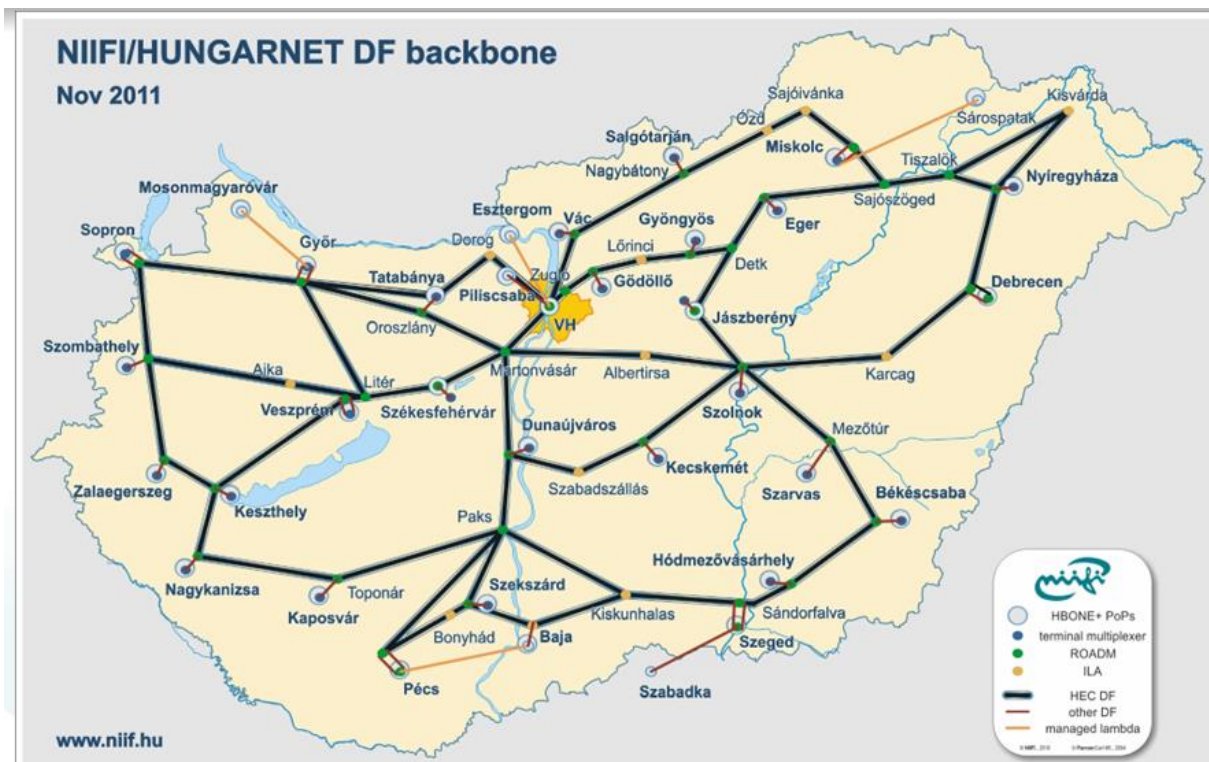 NIIFI/HUNGARNET DF backbone
Nov 2011
Sajóivánka
Kisvárda
Ózd
Sárospatak
Salgótarján
Miskolc
Tiszalök
Nagybátony
Nyíregyháza
Mosonmagyaróvár
Esztergom
Vác
Gyöngyös
Eger
Sajószöged
Sopron
Győr
Dorog
Lőrinci
Detk
Tatabánya
Zugló
Piliscsaba
Gödöllő
Debrecen
Oroszlány
VH
Jászberény
Szombathely
Ajka
Litér
Martonvásár
Albertirsa
Karcag
Veszprém
Székesfehérvár
Szolnok
Dunaújváros
Mezőtúr
Kecskemét
Zalaegerszeg
Szabadszállás
Szarvas
Keszthely
Békéscsaba
Paks
Hódmezővásárhely
Nagykanizsa
Toponár
Szekszárd
Kaposvár
Kiskunhalas
Sándorfalva
Bonyhád
Baja
Szeged
Pécs
Szabadka
www.niif.hu
niifi
HBONE+ PoPs
terminal multiplexer
ROADM
ILA
HEC DF
other DF
managed lambda